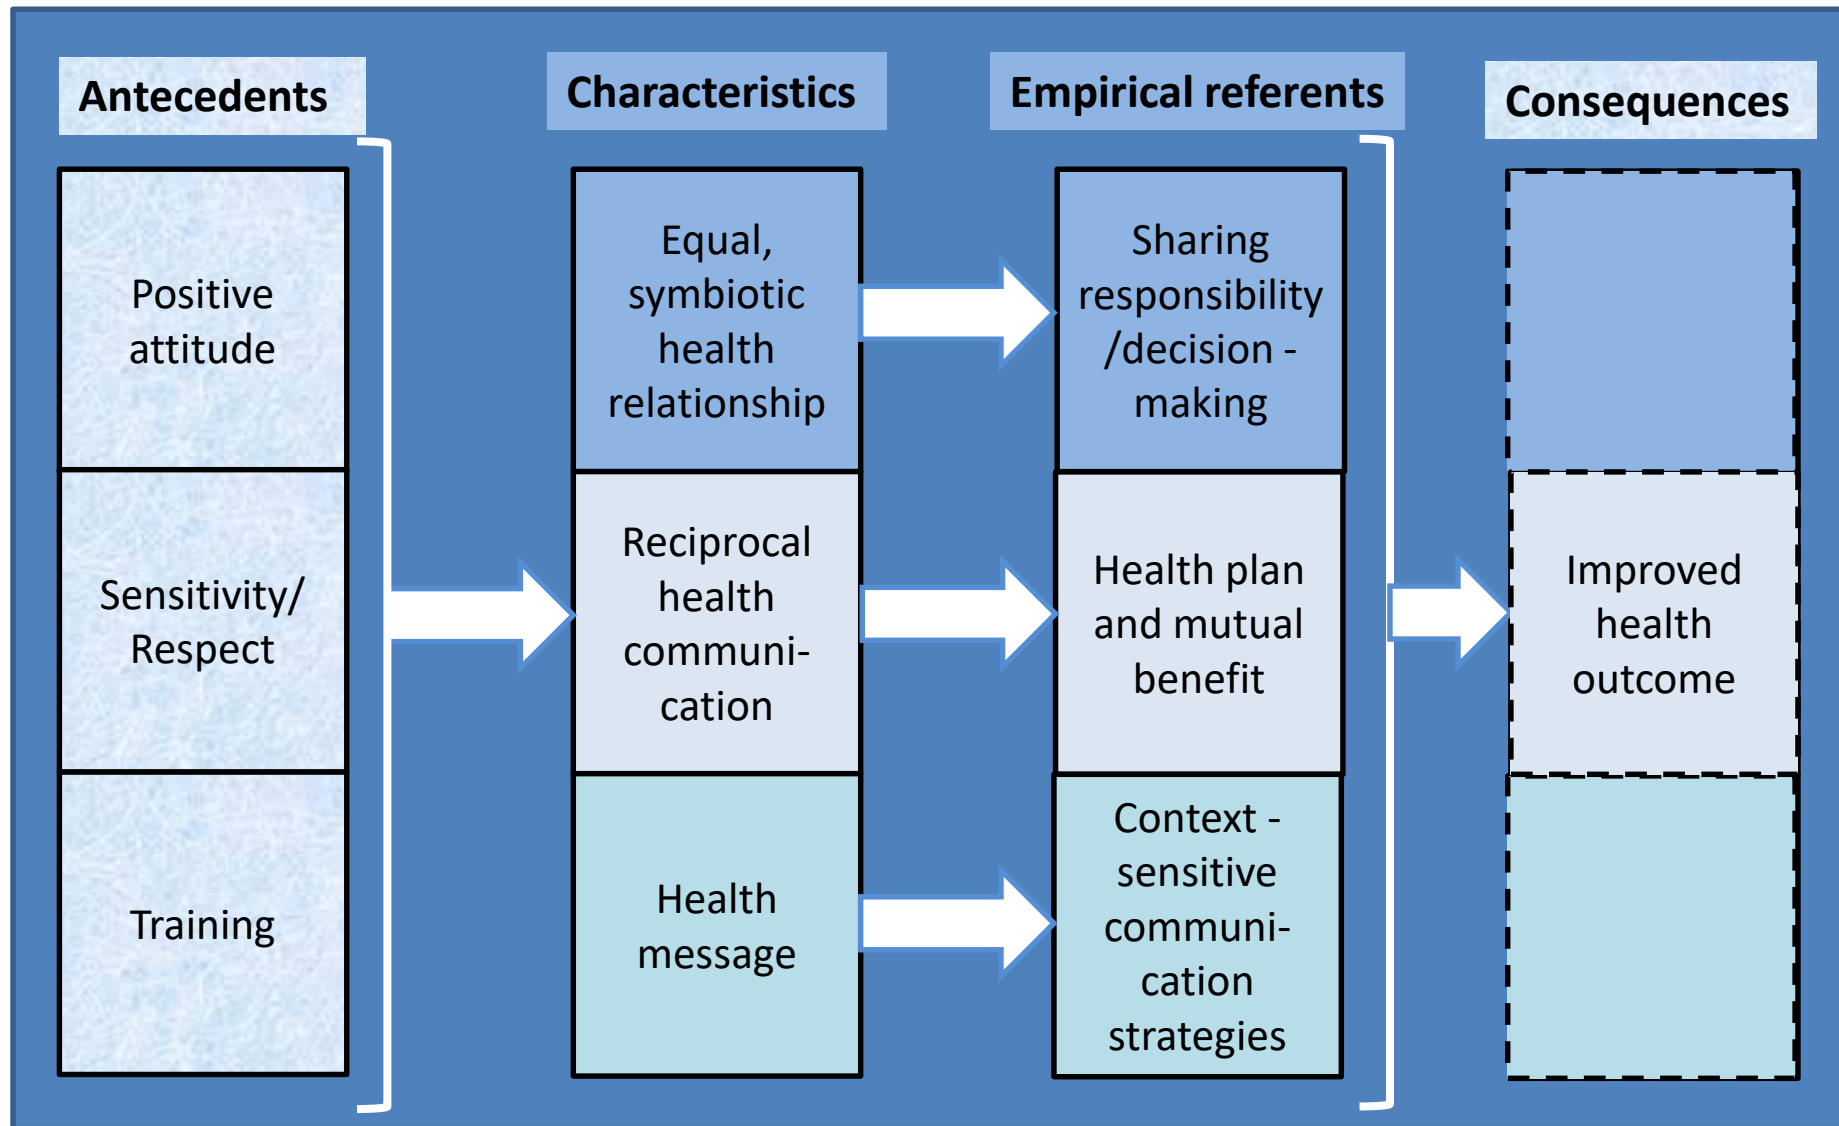 Antecedents
Characteristics
Empirical referents
Consequences
Positive
attitude
Sensitivity/
Respect
Training
Equal,
symbiotic
health
relationship
Reciprocal
health
communi-
cation
Health
message
Sharing
responsibility
/decision -
making
Health plan
and mutual
benefit
Context -
sensitive
communi-
cation
strategies
Improved
health
outcome